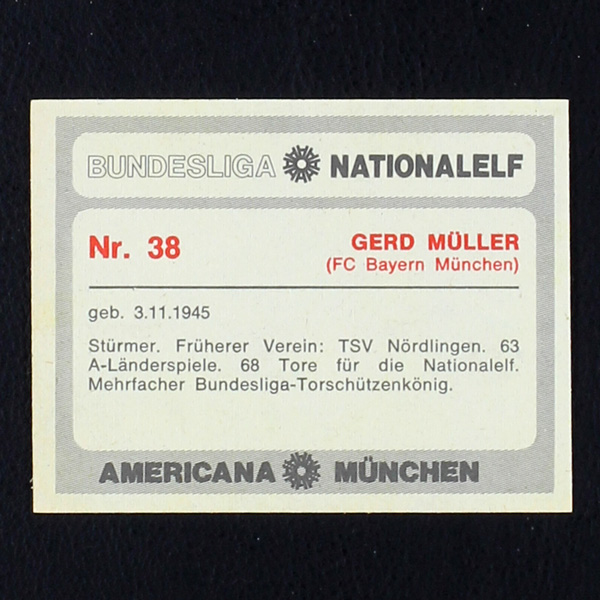 BUNDESLIGA NATIONALELF
Nr. 38 GERD MÜLLER
(FC Bayern München)
geb. 3.11.1945
Stürmer. Früherer Verein: TSV Nördlingen. 63
A-Länderspiele. 68 Tore für die Nationalelf.
Mehrfacher Bundesliga-Torschützenkönig.
AMERICANA MÜNCHEN